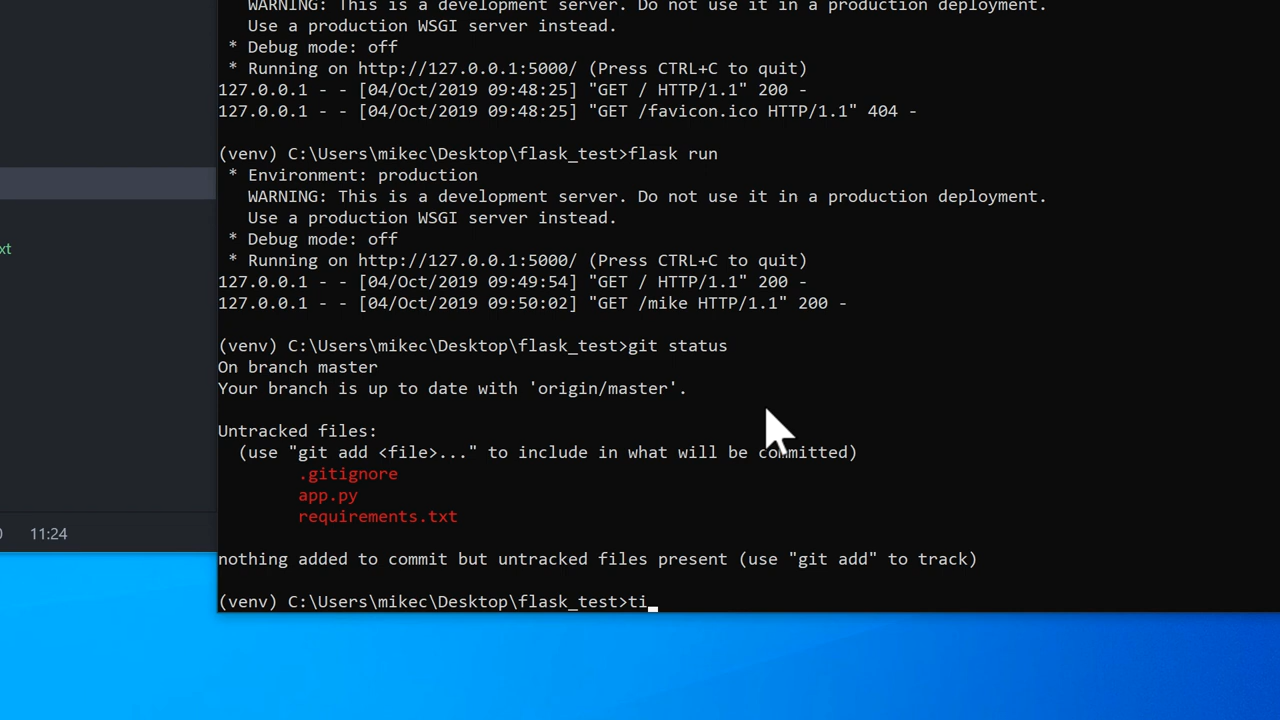 WARNING: This is a development server. Do not use it in a production deployment.
Use a production WSGI server instead.
* Debug mode: off
* Running on http://127.0.0.1:5000/ (Press CTRL+C to quit)
127.0.0.1 - - [04/Oct/2019 09:48:25] "GET / HTTP/1.1" 200 -
127.0.0.1 - - [04/Oct/2019 09:48:25] "GET /favicon.ico HTTP/1.1" 404 -
(venv) C:\Users\mikec\Desktop\flask_test>flask run
* Environment: production
WARNING: This is a development server. Do not use it in a production deployment.
Use a production WSGI server instead.
* Debug mode: off
* Running on http://127.0.0.1:5000/ (Press CTRL+C to quit)
127.0.0.1 - - [04/Oct/2019 09:49:54] "GET / HTTP/1.1" 200 -
127.0.0.1 - - [04/Oct/2019 09:50:02] "GET /mike HTTP/1.1" 200 -
(venv) C:\Users\mikec\Desktop\flask_test>git status
On branch master
Your branch is up to date with 'origin/master'.
Untracked files:
(use "git add <file>..." to include in what will be committed)
.gitignore
app.py
requirements.txt
nothing added to commit but untracked files present (use "git add" to track)
(venv) C:\Users\mikec\Desktop\flask_test>ti_
xt
11:24